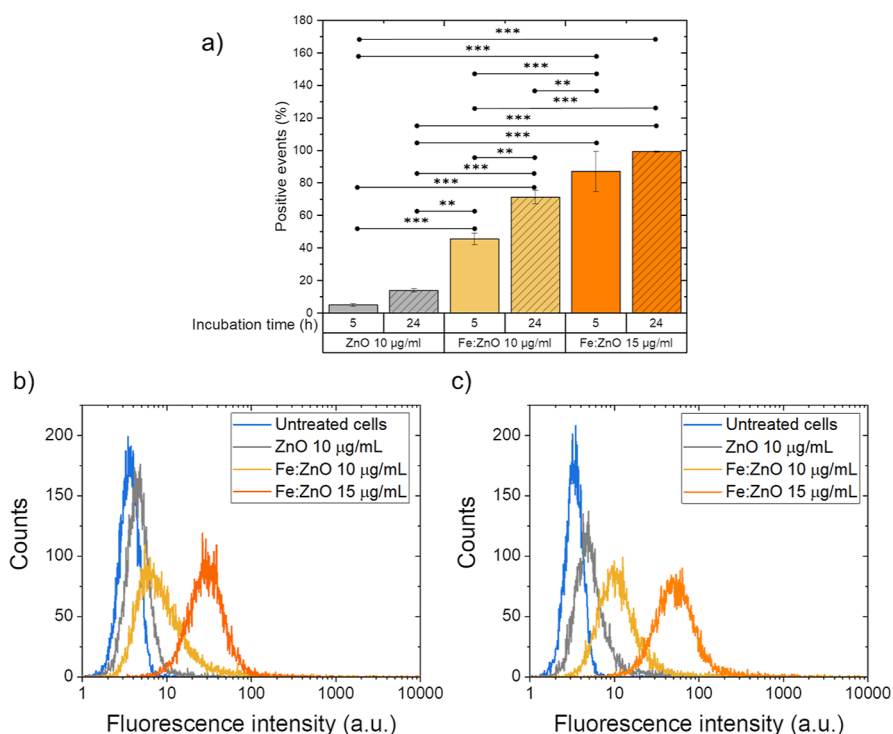 a)
Positive events (%)
180
160
140
120
100
80
60
40
20
0
***
***
***
**
***
***
***
**
***
***
**
***
Incubation time (h)
5 24 5 24 5 24
ZnO 10 µg/ml Fe:ZnO 10 µg/ml Fe:ZnO 15 µg/ml
b)
Counts
200
150
100
50
0
Untreated cells
ZnO 10 µg/mL
Fe:ZnO 10 µg/mL
Fe:ZnO 15 µg/mL
1 10 100 1000 10000
Fluorescence intensity (a.u.)
c)
Counts
200
150
100
50
0
Untreated cells
ZnO 10 µg/mL
Fe:ZnO 10 µg/mL
Fe:ZnO 15 µg/mL
1 10 100 1000 10000
Fluorescence intensity (a.u.)